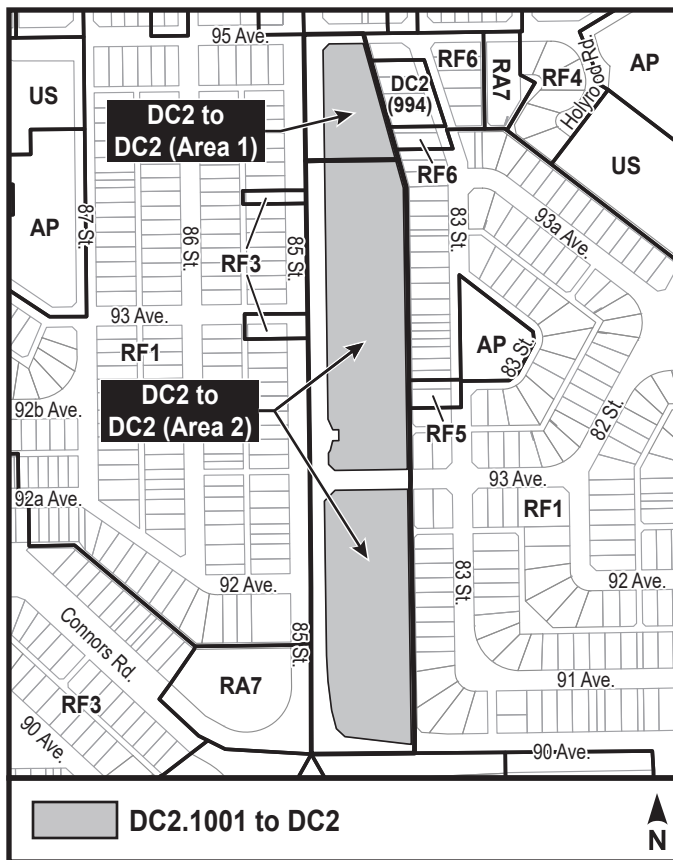 95 Ave.
US
DC2 to
DC2 (Area 1)
DC2
(994)
RF6
RA7
RF4
Holyrood Rd.
AP
US
RF6
AP
87 St.
86 St.
RF3
85 St.
83 St.
93a Ave.
93 Ave.
RF1
AP
83 St.
DC2 to
DC2 (Area 2)
92b Ave.
RF5
82 St.
92a Ave.
93 Ave.
RF1
92 Ave.
83 St.
92 Ave.
Connors Rd.
85 St.
RA7
91 Ave.
RF3
90 Ave.
90 Ave.
DC2.1001 to DC2
N